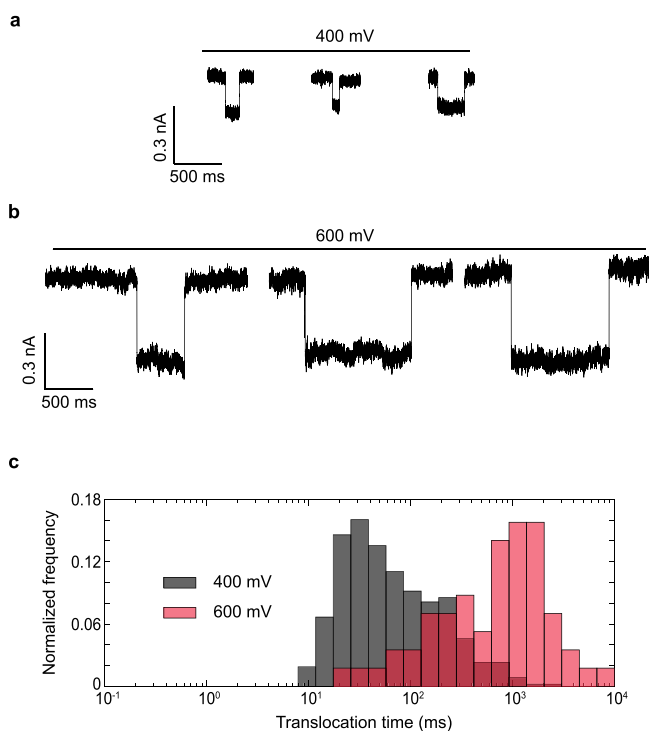 a
400 mV
0.3 nA
500 ms
b
600 mV
0.3 nA
500 ms
c
Normalized frequency
0.18
0.12
0.06
0
400 mV
600 mV
10⁻¹ 10⁰ 10¹ 10² 10³ 10⁴
Translocation time (ms)